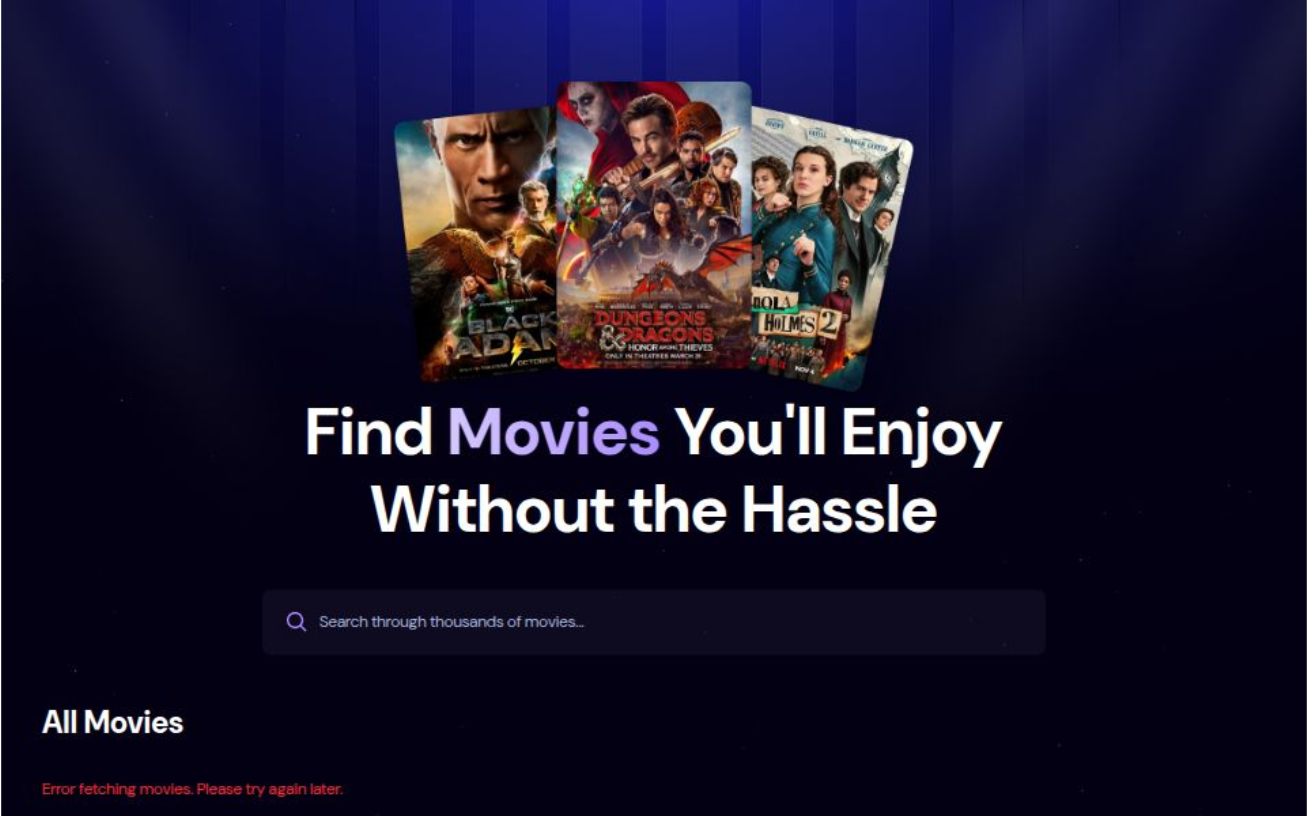 BLACK
ADAM
OCTOBER
DUNGEONS
& DRAGONS
HONOR AMONG THIEVES
ONLY IN THEATRES MARCH 31
HOLMES 2
NOV 4
Find Movies You'll Enjoy
Without the Hassle
Search through thousands of movies...
All Movies
Error fetching movies. Please try again later.